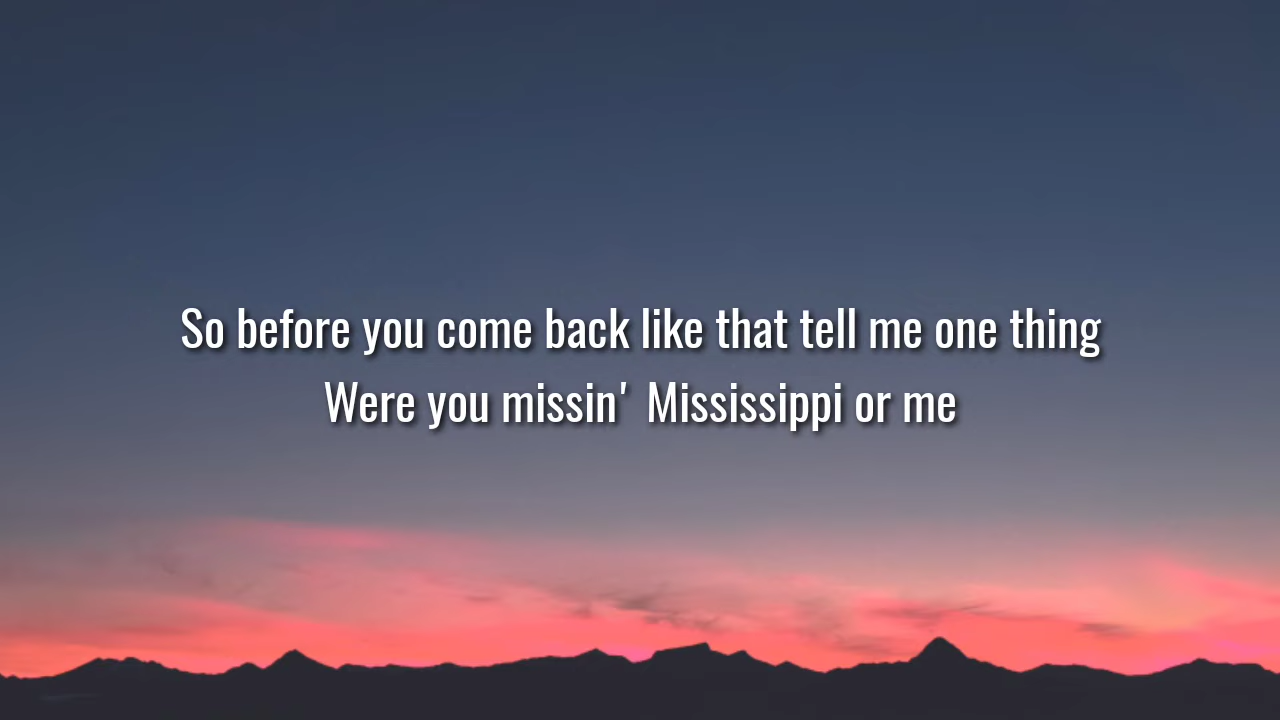 So before you come back like that tell me one thing
Were you missin' Mississippi or me